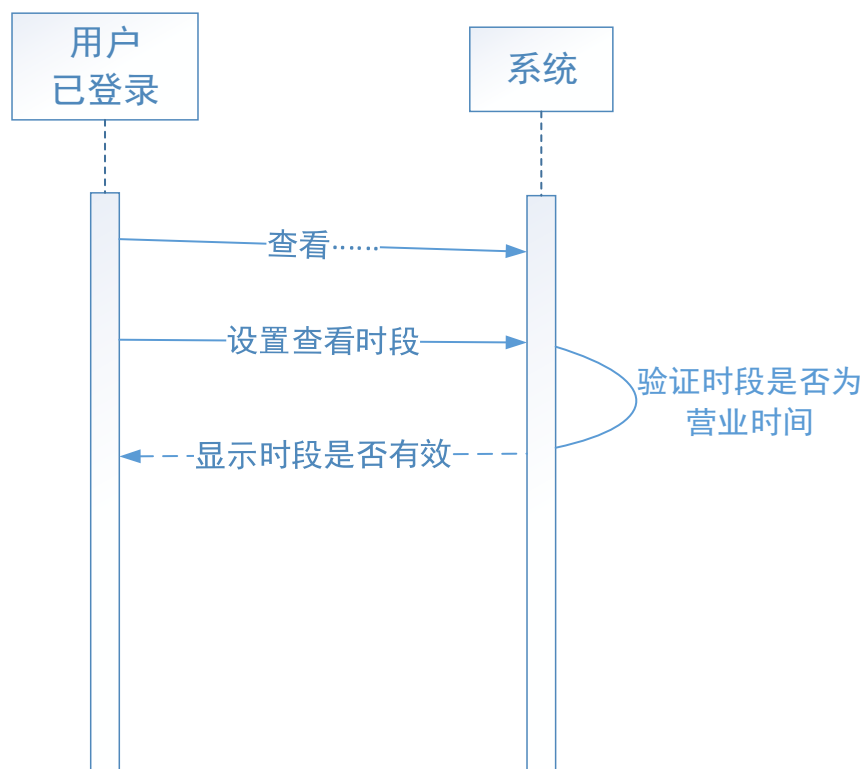 用户
已登录
系统
查看······
设置查看时段
验证时段是否为
营业时间
显示时段是否有效